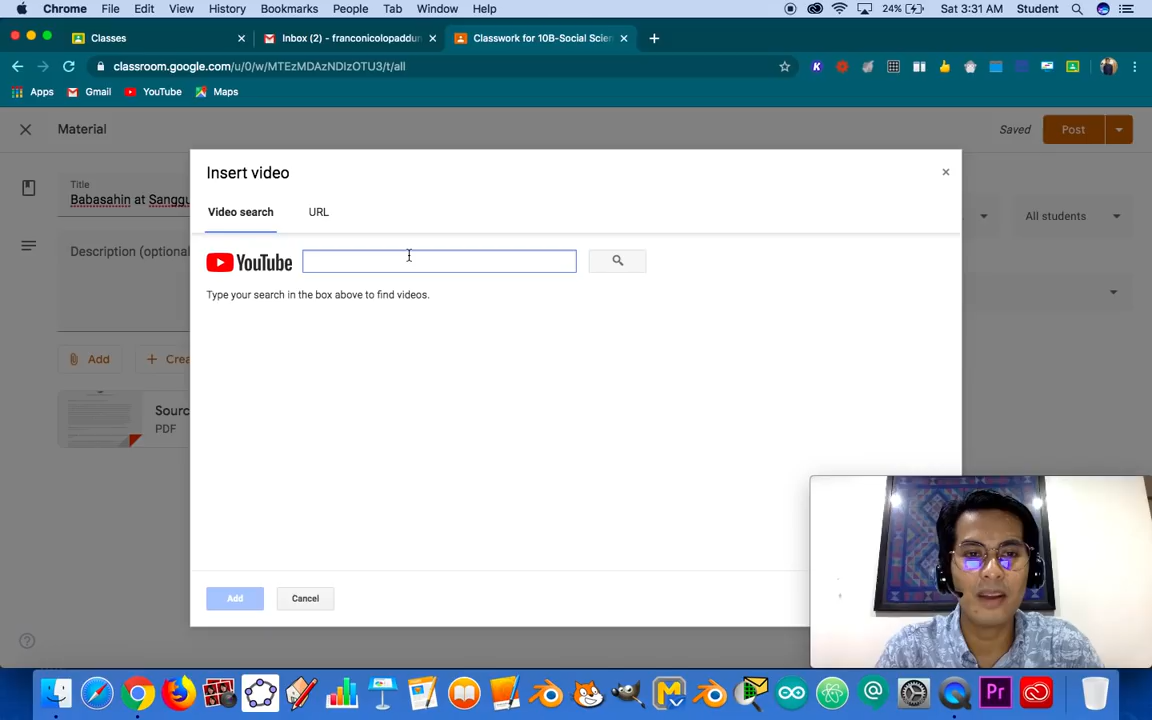 Chrome File Edit View History Bookmarks People Tab Window Help 24% Sat 3:31 AM Student
Classes Inbox (2) - franconicolopaddun Classwork for 10B-Social Scien
classroom.google.com/u/0/w/MTEzMDAzNDIzOTU3/t/all
Apps Gmail YouTube Maps
Material Saved Post
Insert video
Title
Babasahin at Sanggu
All students
Video search URL
Description (optional
YouTube
Type your search in the box above to find videos.
Add Crea
Sourc
PDF
Add Cancel